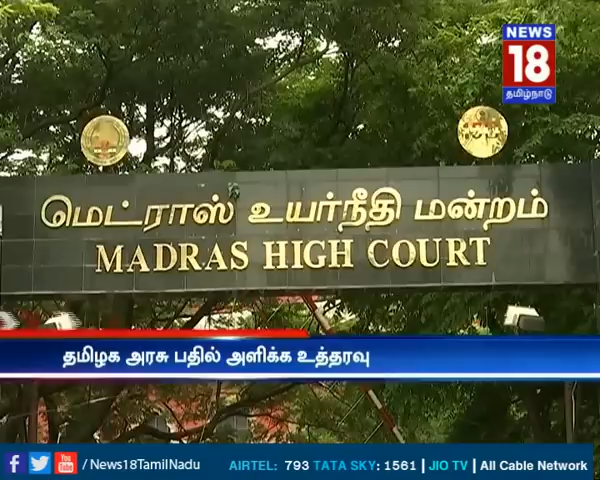 NEWS
18
தமிழ்நாடு
மெட்ராஸ் உயர்நீதி மன்றம்
MADRAS HIGH COURT
தமிழக அரசு பதில் அளிக்க உத்தரவு
/News18TamilNadu AIRTEL: 793 TATA SKY: 1561 | JIO TV | All Cable Network